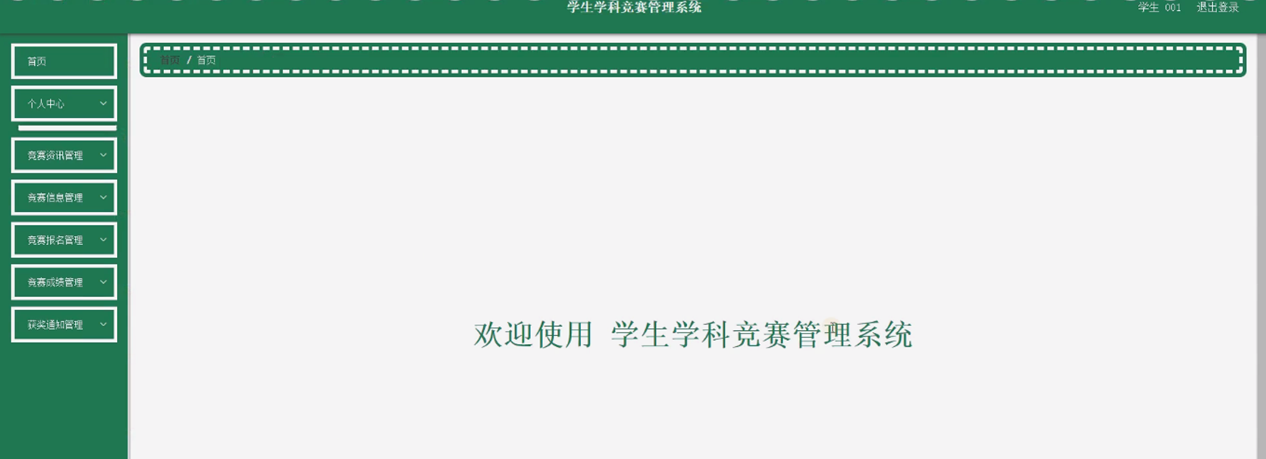 学生学科竞赛管理系统
学生 001 退出登录
首页
首页 / 首页
个人中心
竞赛资讯管理
竞赛信息管理
竞赛报名管理
竞赛成绩管理
获奖通知管理
欢迎使用 学生学科竞赛管理系统